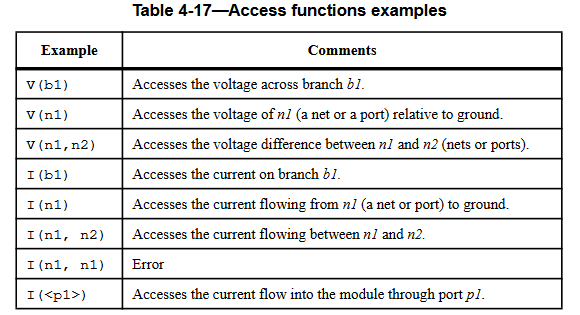 Table 4-17—Access functions examples
Example Comments
V(b1) Accesses the voltage across branch b1.
V(n1) Accesses the voltage of n1 (a net or a port) relative to ground.
V(n1,n2) Accesses the voltage difference between n1 and n2 (nets or ports).
I(b1) Accesses the current on branch b1.
I(n1) Accesses the current flowing from n1 (a net or port) to ground.
I(n1, n2) Accesses the current flowing between n1 and n2.
I(n1, n1) Error
I(<p1>) Accesses the current flow into the module through port p1.